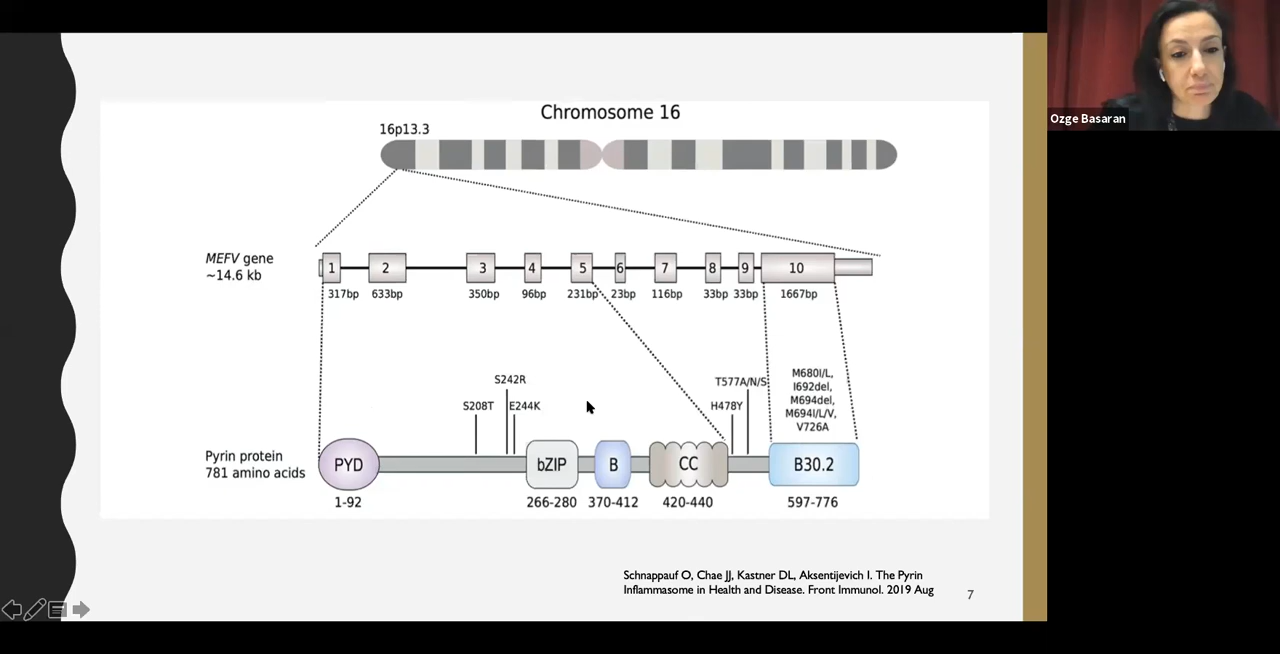 Chromosome 16
16p13.3
MEFV gene
~14.6 kb
1 2 3 4 5 6 7 8 9 10
317bp 633bp 350bp 96bp 231bp 23bp 116bp 33bp 33bp 1667bp
S208T
S242R
E244K
H478Y
T577A/N/S
M680I/L,
I692del,
M694del,
M694I/L/V,
V726A
Pyrin protein
781 amino acids
PYD bZIP B CC B30.2
1-92 266-280 370-412 420-440 597-776
Schnappauf O, Chae JJ, Kastner DL, Aksentijevich I. The Pyrin
Inflammasome in Health and Disease. Front Immunol. 2019 Aug
7
Ozge Basaran